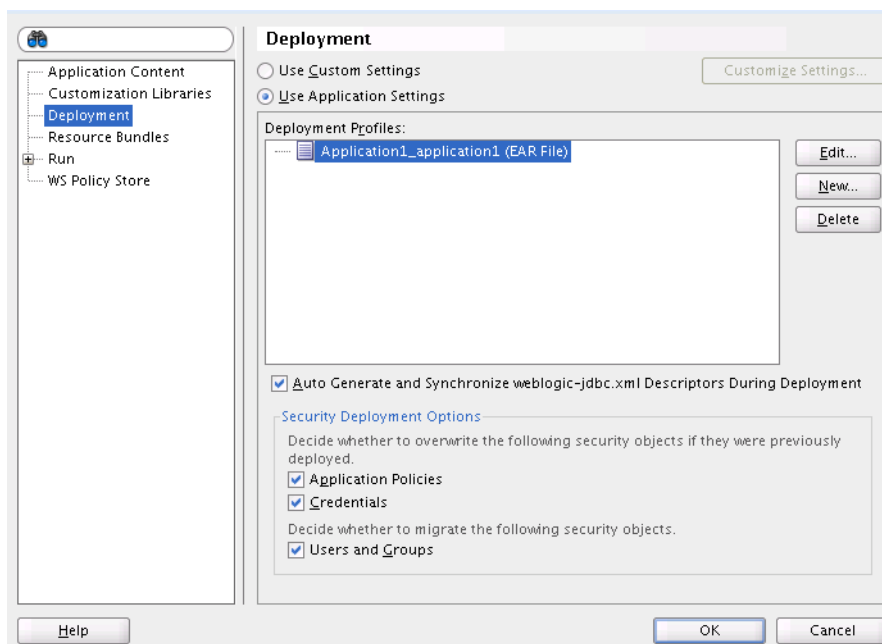 Application Content
Customization Libraries
Deployment
Resource Bundles
Run
WS Policy Store
Deployment
Use Custom Settings
Customize Settings...
Use Application Settings
Deployment Profiles:
Application1_application1 (EAR File)
Edit...
New...
Delete
Auto Generate and Synchronize weblogic-jdbc.xml Descriptors During Deployment
Security Deployment Options
Decide whether to overwrite the following security objects if they were previously
deployed.
Application Policies
Credentials
Decide whether to migrate the following security objects.
Users and Groups
Help
OK
Cancel